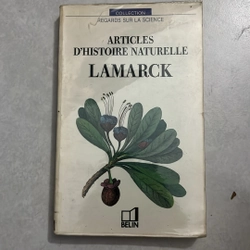 COLLECTION
REGARDS SUR LA SCIENCE
ARTICLES
D'HISTOIRE NATURELLE
LAMARCK
BELIN